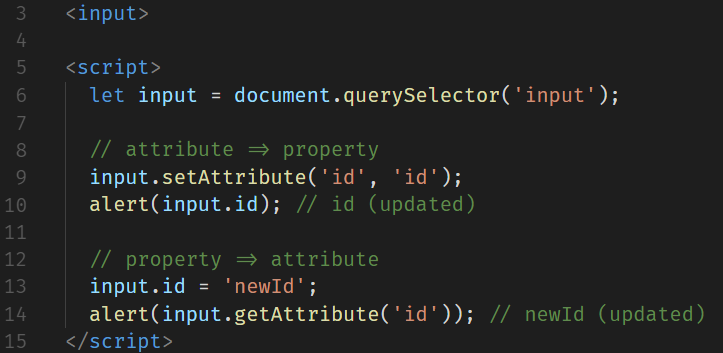 3 <input>
4
5 <script>
6 let input = document.querySelector('input');
7
8 // attribute => property
9 input.setAttribute('id', 'id');
10 alert(input.id); // id (updated)
11
12 // property => attribute
13 input.id = 'newId';
14 alert(input.getAttribute('id')); // newId (updated)
15 </script>